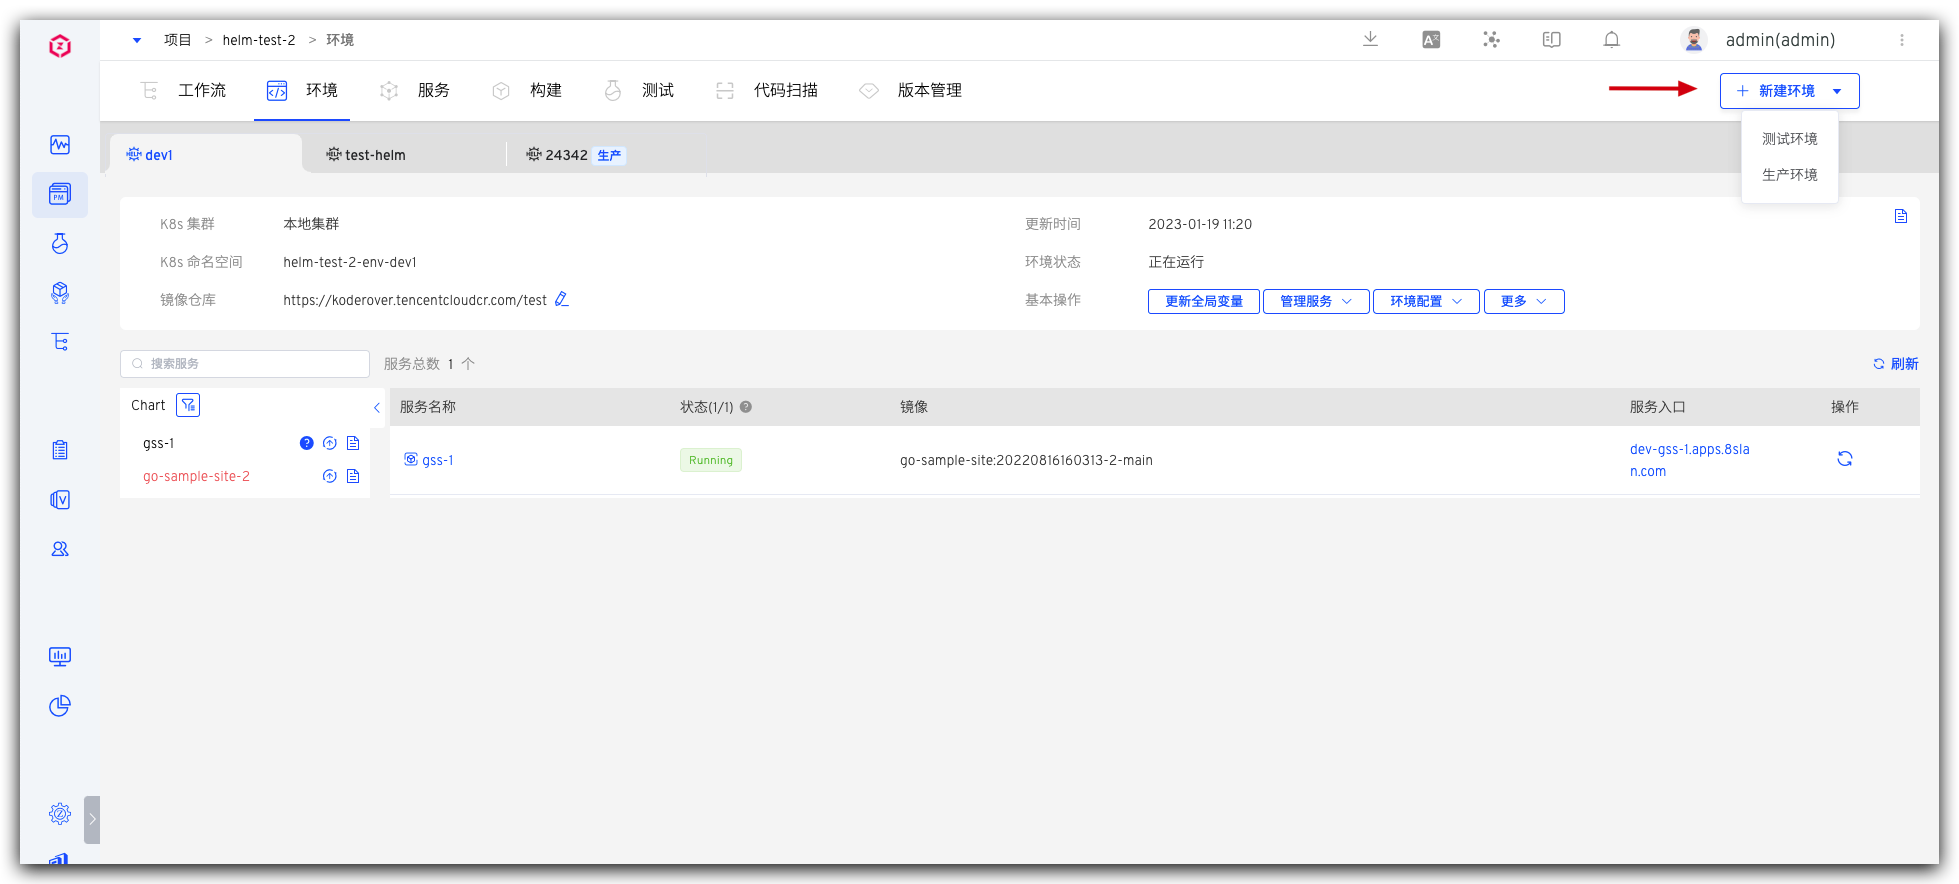 项目 > helm-test-2 > 环境
admin(admin)
工作流 环境 服务 构建 测试 代码扫描 版本管理
+ 新建环境
测试环境
生产环境
dev1 test-helm 24342 生产
K8s 集群 本地集群 更新时间 2023-01-19 11:20
K8s 命名空间 helm-test-2-env-dev1 环境状态 正在运行
镜像仓库 https://koderover.tencentcloudcr.com/test 基本操作 更新全局变量 管理服务 环境配置 更多
搜索服务 服务总数 1 个 刷新
Chart
gss-1
go-sample-site-2
服务名称 状态(1/1) 镜像 服务入口 操作
gss-1 Running go-sample-site:20220816160313-2-main dev-gss-1.apps.8sla
n.com